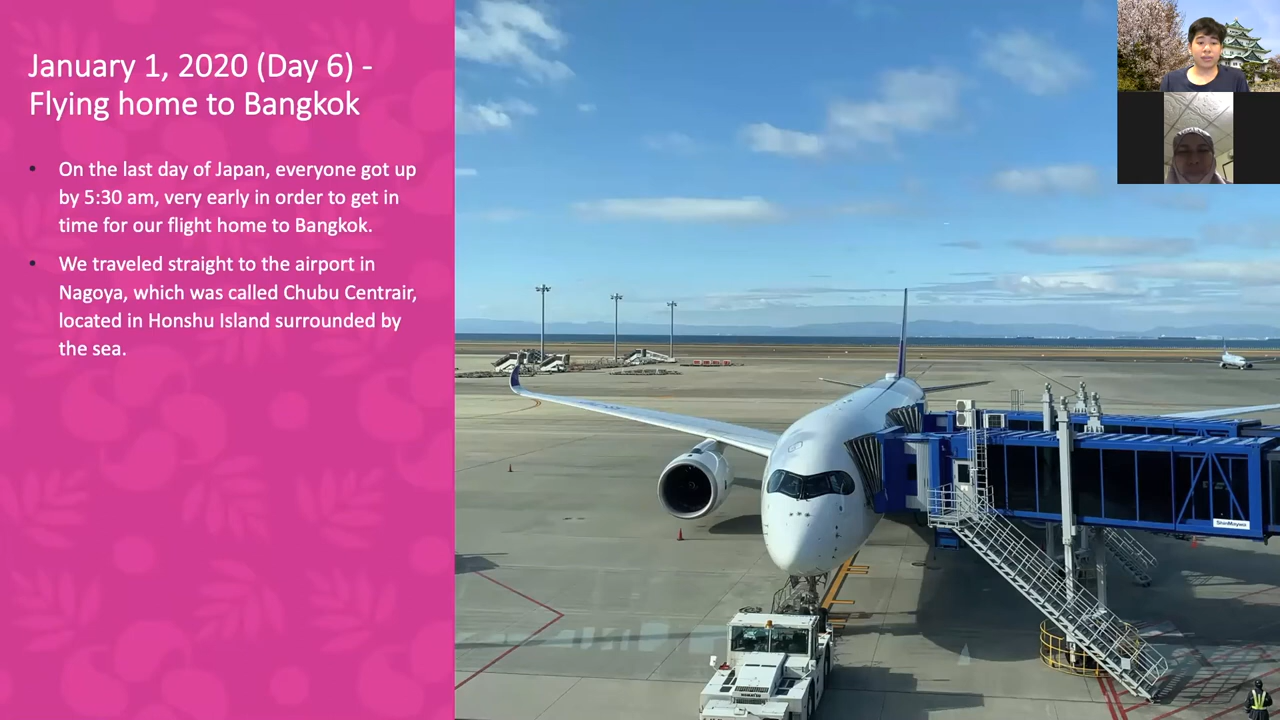 January 1, 2020 (Day 6) -
Flying home to Bangkok
• On the last day of Japan, everyone got up
by 5:30 am, very early in order to get in
time for our flight home to Bangkok.
• We traveled straight to the airport in
Nagoya, which was called Chubu Centrair,
located in Honshu Island surrounded by
the sea.
ShinMaywa